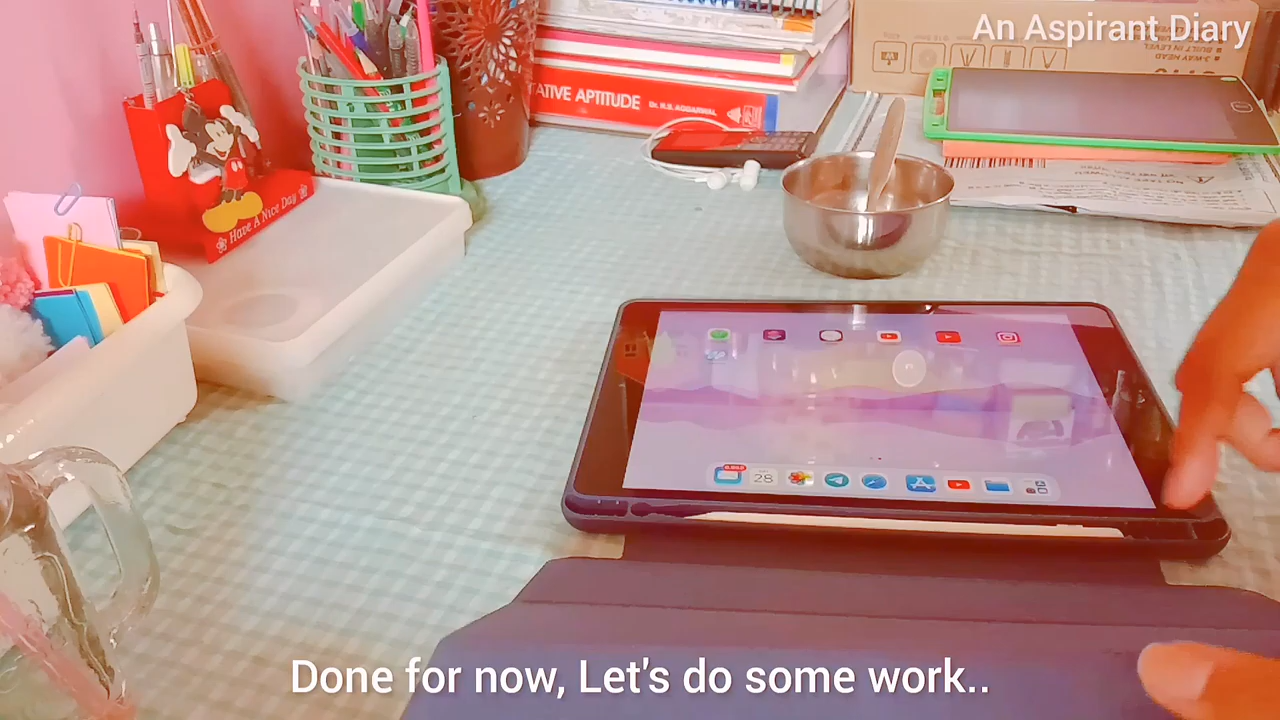 An Aspirant Diary
TATIVE APTITUDE Dr. R.S. AGGARWAL
Have A Nice Day
28
Done for now, Let's do some work..